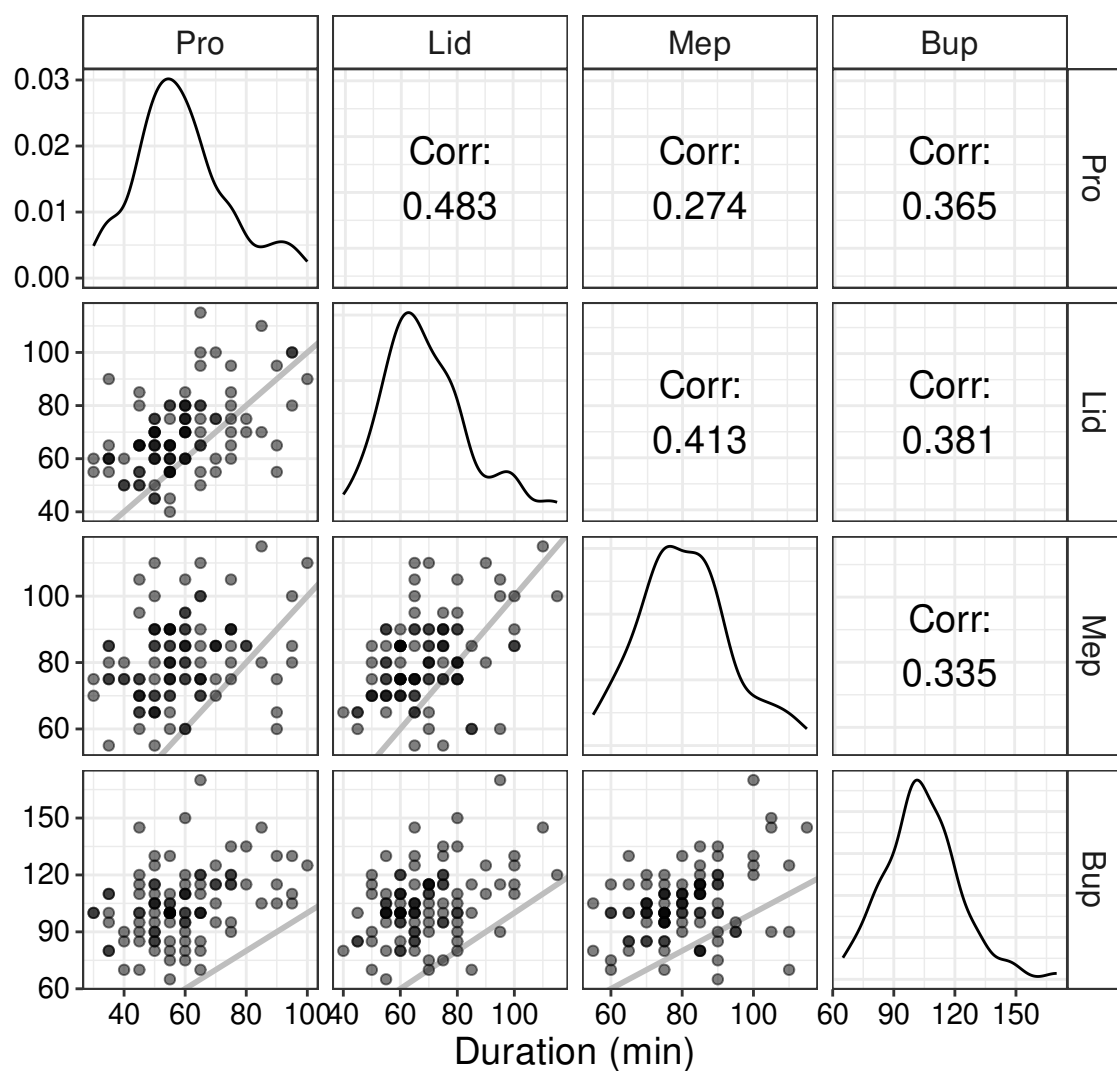 Pro Lid Mep Bup
0.03
0.02
0.01
0.00
Corr:
0.483
Corr:
0.274
Corr:
0.365
Pro
100
80
60
40
Corr:
0.413
Corr:
0.381
Lid
100
80
60
Corr:
0.335
Mep
150
120
90
60
Bup
40 60 80 100 40 60 80 100 60 80 100 60 90 120 150
Duration (min)